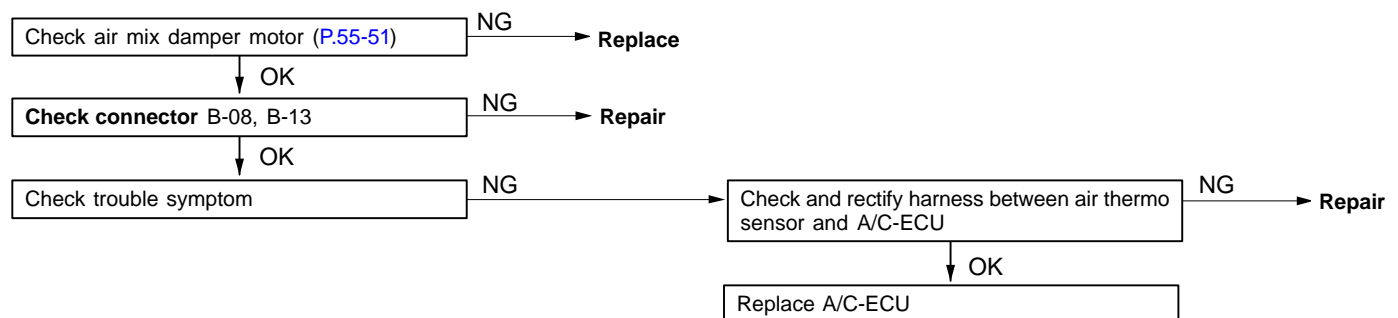 Check air mix damper motor (P.55-51)
NG
Replace
OK
Check connector B-08, B-13
NG
Repair
OK
Check trouble symptom
NG
Check and rectify harness between air thermo
sensor and A/C-ECU
NG
Repair
OK
Replace A/C-ECU